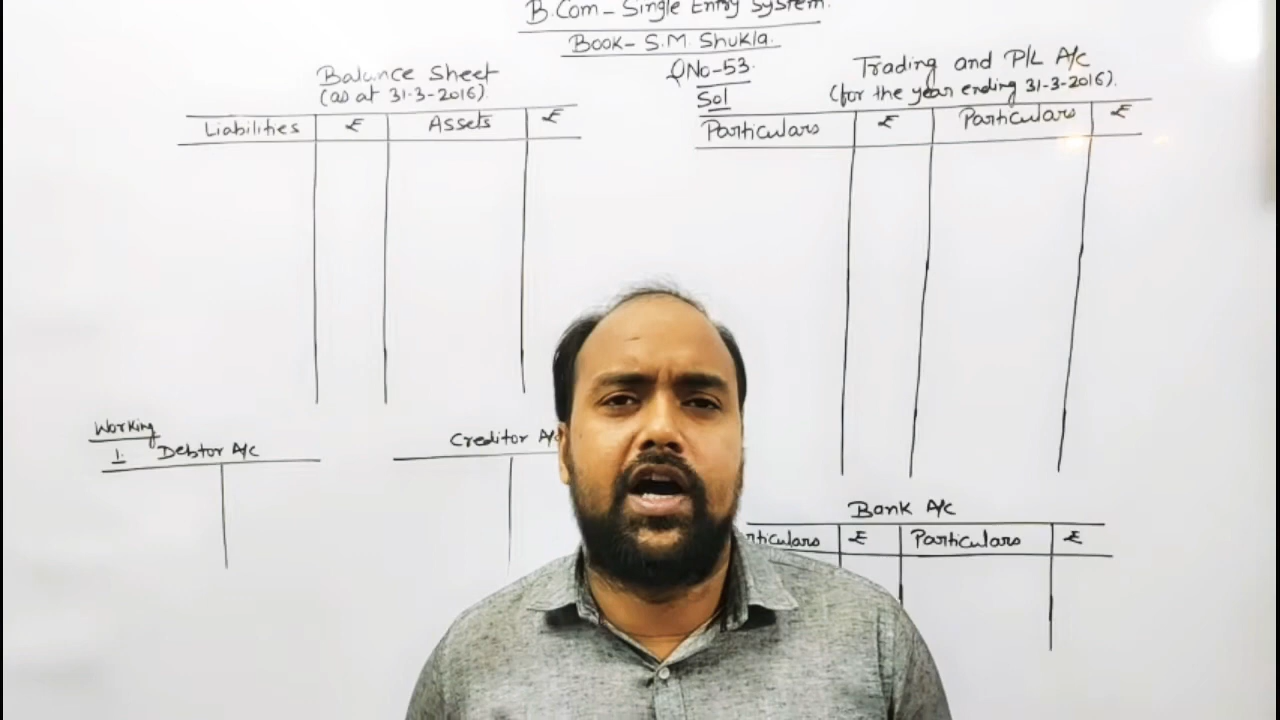 B.Com - Single Entry System.
Book - S.M. Shukla.
QNo-53.
Sol
Balance Sheet
(as at 31-3-2016)
Liabilities ₹ Assets ₹
Trading and P/L A/c
(for the year ending 31-3-2016).
Particulars ₹ Particulars ₹
Working
1. Debtor A/c
Creditor A/c
Bank A/c
rticulars ₹ Particulars ₹